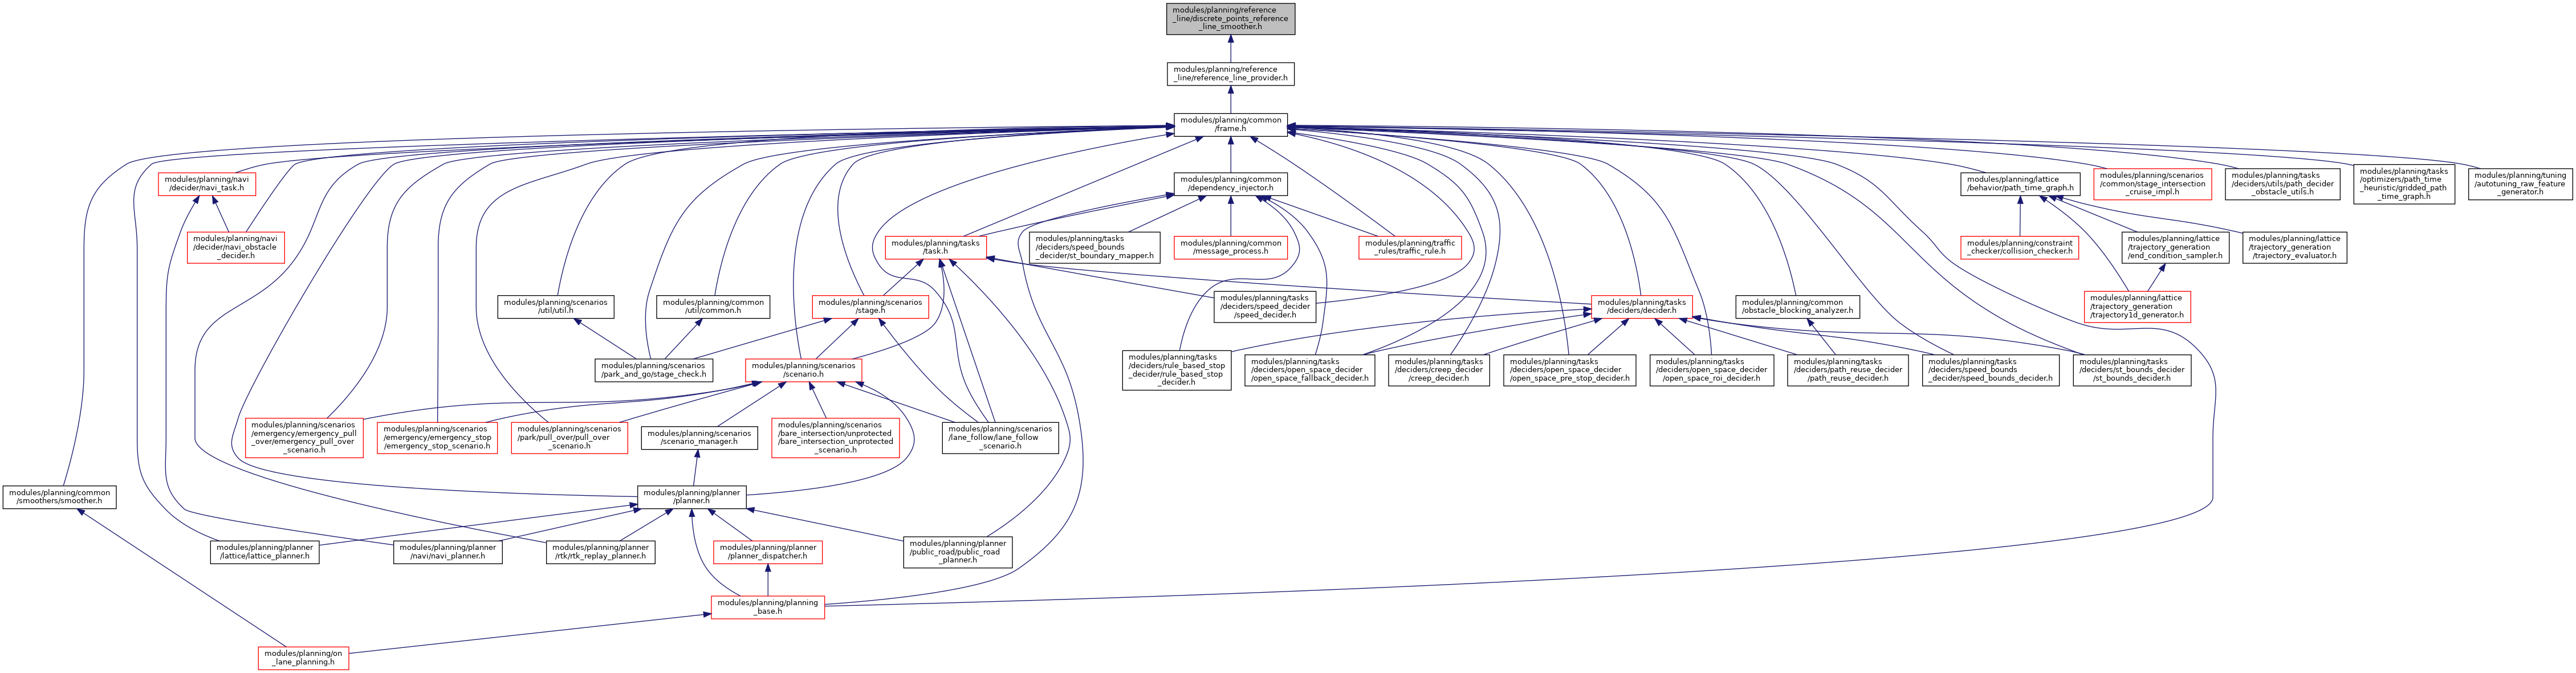 modules/planning/reference
_line/discrete_points_reference
_line_smoother.h
modules/planning/reference
_line/reference_line_provider.h
modules/planning/common
/frame.h
modules/planning/navi
/decider/navi_task.h
modules/planning/common
/dependency_injector.h
modules/planning/lattice
/behavior/path_time_graph.h
modules/planning/scenarios
/common/stage_intersection
_cruise_impl.h
modules/planning/tasks
/deciders/utils/path_decider
_obstacle_utils.h
modules/planning/tasks
/optimizers/path_time
_heuristic/gridded_path
_time_graph.h
modules/planning/tuning
/autotuning_raw_feature
_generator.h
modules/planning/navi
/decider/navi_obstacle
_decider.h
modules/planning/tasks
/task.h
modules/planning/tasks
/deciders/speed_bounds
_decider/st_boundary_mapper.h
modules/planning/common
/message_process.h
modules/planning/traffic
_rules/traffic_rule.h
modules/planning/constraint
_checker/collision_checker.h
modules/planning/lattice
/trajectory_generation
/end_condition_sampler.h
modules/planning/lattice
/trajectory_generation
/trajectory_evaluator.h
modules/planning/scenarios
/util/util.h
modules/planning/common
/util/common.h
modules/planning/scenarios
/stage.h
modules/planning/tasks
/deciders/speed_decider
/speed_decider.h
modules/planning/tasks
/deciders/decider.h
modules/planning/common
/obstacle_blocking_analyzer.h
modules/planning/lattice
/trajectory_generation
/trajectory1d_generator.h
modules/planning/scenarios
/park_and_go/stage_check.h
modules/planning/scenarios
/scenario.h
modules/planning/tasks
/deciders/rule_based_stop
_decider/rule_based_stop
_decider.h
modules/planning/tasks
/deciders/open_space_decider
/open_space_fallback_decider.h
modules/planning/tasks
/deciders/creep_decider
/creep_decider.h
modules/planning/tasks
/deciders/open_space_decider
/open_space_pre_stop_decider.h
modules/planning/tasks
/deciders/open_space_decider
/open_space_roi_decider.h
modules/planning/tasks
/deciders/path_reuse_decider
/path_reuse_decider.h
modules/planning/tasks
/deciders/speed_bounds
_decider/speed_bounds_decider.h
modules/planning/tasks
/deciders/st_bounds_decider
/st_bounds_decider.h
modules/planning/scenarios
/emergency/emergency_pull
_over/emergency_pull_over
_scenario.h
modules/planning/scenarios
/emergency/emergency_stop
/emergency_stop_scenario.h
modules/planning/scenarios
/park/pull_over/pull_over
_scenario.h
modules/planning/scenarios
/scenario_manager.h
modules/planning/scenarios
/bare_intersection/unprotected
/bare_intersection_unprotected
_scenario.h
modules/planning/scenarios
/lane_follow/lane_follow
_scenario.h
modules/planning/common
/smoothers/smoother.h
modules/planning/planner
/planner.h
modules/planning/planner
/lattice/lattice_planner.h
modules/planning/planner
/navi/navi_planner.h
modules/planning/planner
/rtk/rtk_replay_planner.h
modules/planning/planner
/planner_dispatcher.h
modules/planning/planner
/public_road/public_road
_planner.h
modules/planning/planning
_base.h
modules/planning/on
_lane_planning.h